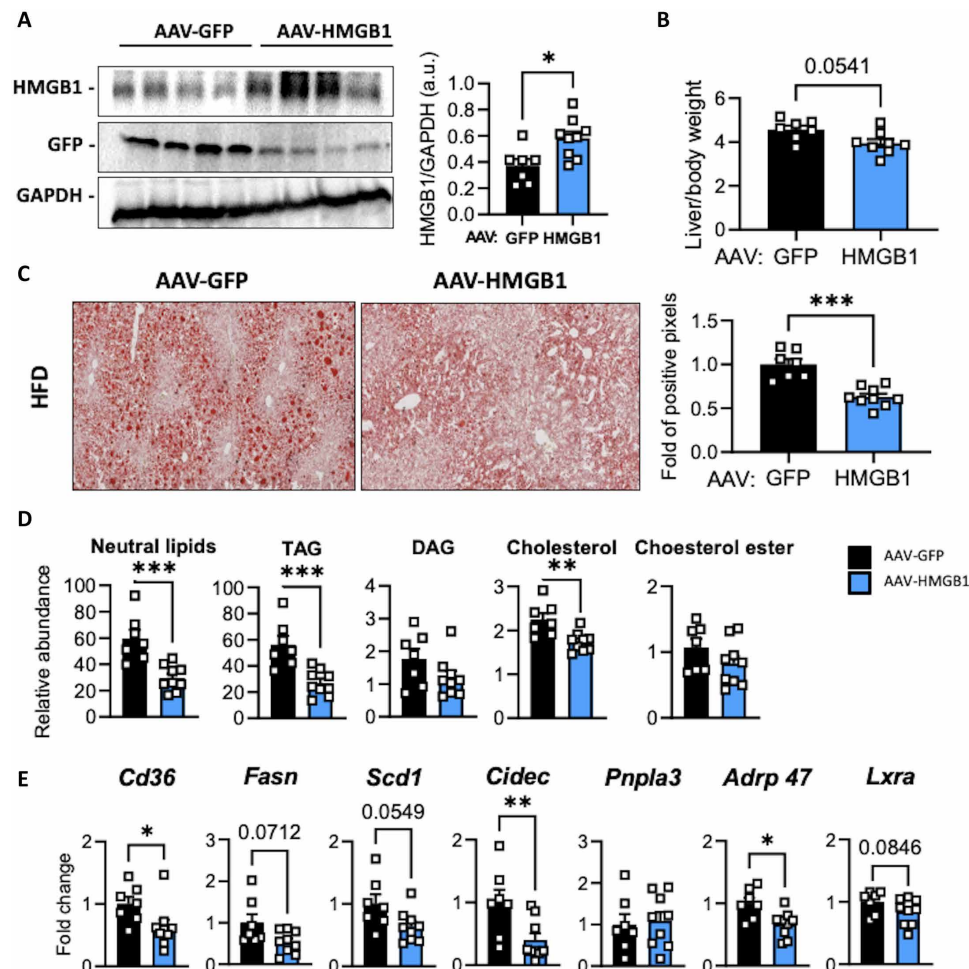 A
AAV-GFP AAV-HMGB1
HMGB1 -
GFP -
GAPDH -
HMGB1/GAPDH (a.u.)
1.0
0.8
0.6
0.4
0.2
0.0
*
AAV: GFP HMGB1
B
Liver/body weight
6
4
2
0
0.0541
AAV: GFP HMGB1
C
AAV-GFP AAV-HMGB1
HFD
Fold of positive pixels
1.5
1.0
0.5
0.0
***
AAV: GFP HMGB1
D
Relative abundance
Neutral lipids
***
100
80
60
40
20
0
TAG
***
100
80
60
40
20
0
DAG
4
3
2
1
0
Cholesterol
**
3
2
1
0
Choesterol ester
2
1
0
AAV-GFP
AAV-HMGB1
E
Fold change
Cd36
*
2
1
0
Fasn
0.0712
3
2
1
0
Scd1
0.0549
2
1
0
Cidec
**
2
1
0
Pnpla3
3
2
1
0
Adrp 47
*
2
1
0
Lxra
0.0846
2
1
0